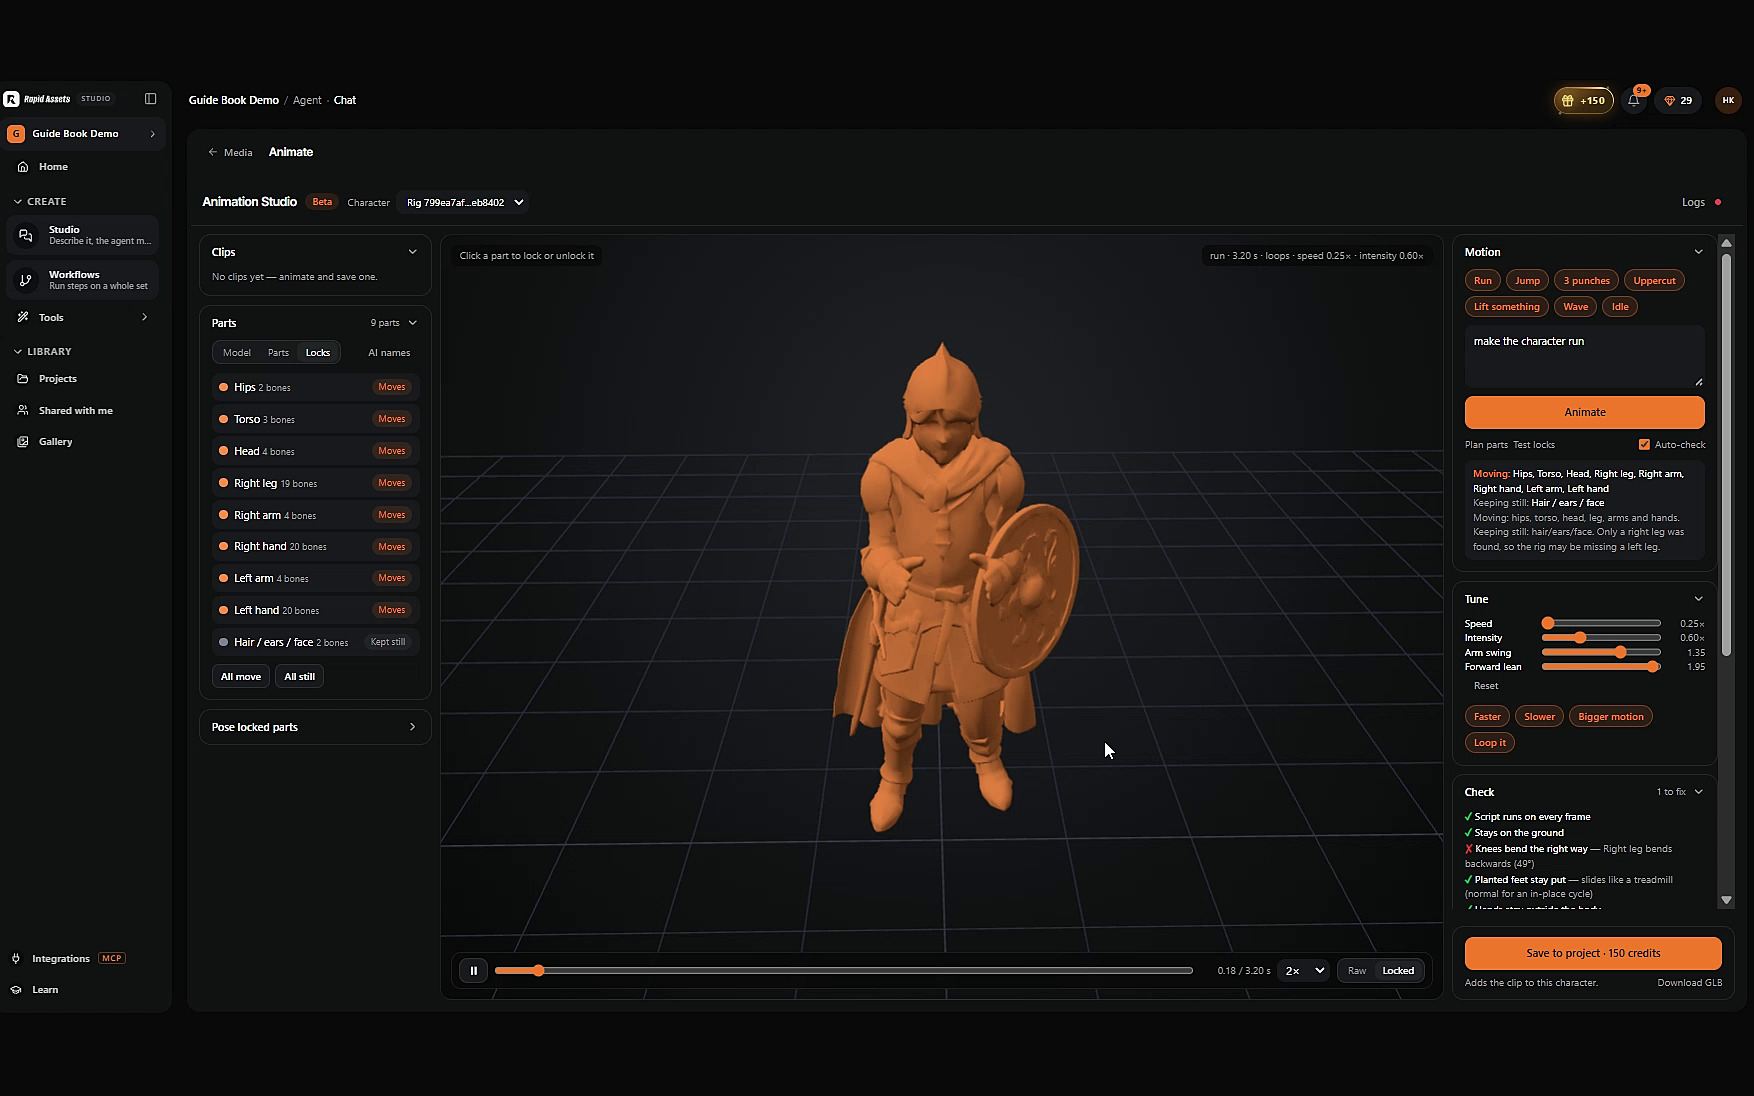 Rapid Assets STUDIO
Guide Book Demo / Agent · Chat
+150
9+
29
HK
G Guide Book Demo
Home
CREATE
Studio
Describe it, the agent m...
Workflows
Run steps on a whole set
Tools
LIBRARY
Projects
Shared with me
Gallery
Integrations MCP
Learn
← Media Animate
Animation Studio Beta Character Rig 799ea7af...eb8402
Logs
Clips
No clips yet — animate and save one.
Parts 9 parts
Model Parts Locks AI names
Hips 2 bones Moves
Torso 3 bones Moves
Head 4 bones Moves
Right leg 19 bones Moves
Right arm 4 bones Moves
Right hand 20 bones Moves
Left arm 4 bones Moves
Left hand 20 bones Moves
Hair / ears / face 2 bones Kept still
All move All still
Pose locked parts
Click a part to lock or unlock it
run · 3.20 s · loops · speed 0.25× · intensity 0.60×
0.18 / 3.20 s 2× Raw Locked
Motion
Run Jump 3 punches Uppercut
Lift something Wave Idle
make the character run
Animate
Plan parts Test locks Auto-check
Moving: Hips, Torso, Head, Right leg, Right arm,
Right hand, Left arm, Left hand
Keeping still: Hair / ears / face
Moving: hips, torso, head, leg, arms and hands.
Keeping still: hair/ears/face. Only a right leg was
found, so the rig may be missing a left leg.
Tune
Speed 0.25×
Intensity 0.60×
Arm swing 1.35
Forward lean 1.95
Reset
Faster Slower Bigger motion
Loop it
Check 1 to fix
✓ Script runs on every frame
✓ Stays on the ground
✗ Knees bend the right way — Right leg bends
backwards (49°)
✓ Planted feet stay put — slides like a treadmill
(normal for an in-place cycle)
✓ Hands stay outside the body
Save to project · 150 credits
Adds the clip to this character. Download GLB